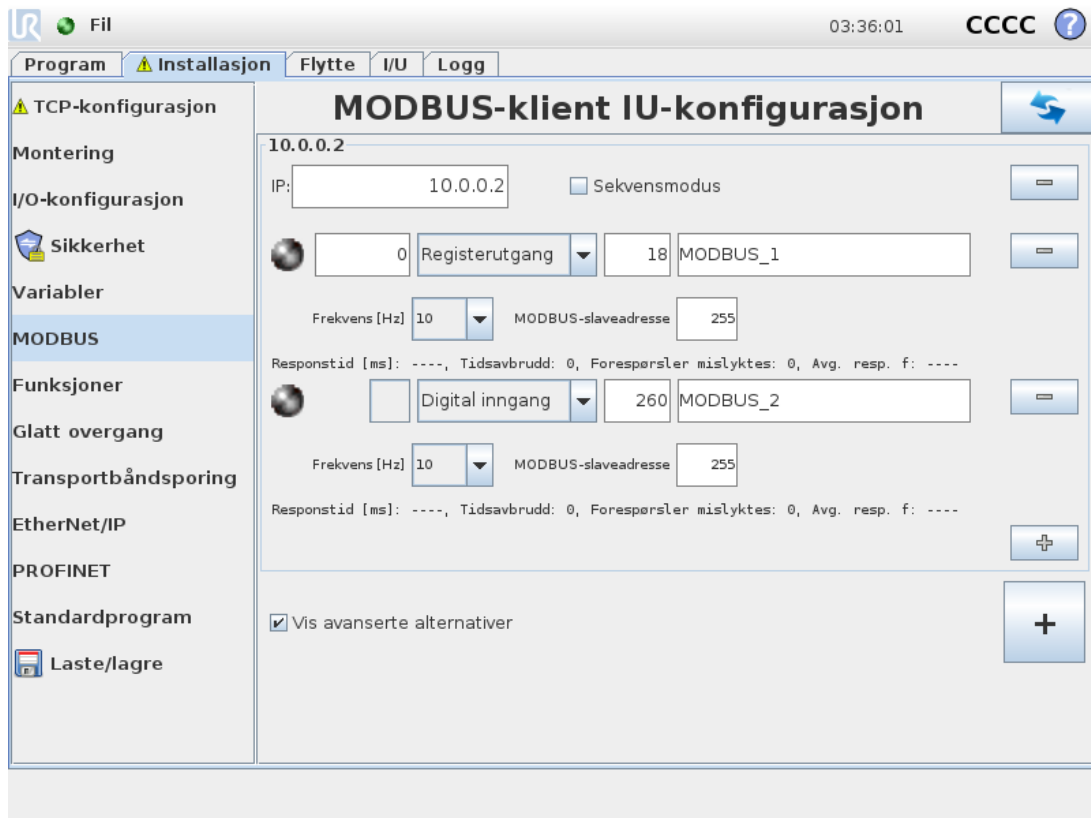 UR Fil 03:36:01 CCCC ?
Program Installasjon Flytte I/U Logg
TCP-konfigurasjon
Montering
I/O-konfigurasjon
Sikkerhet
Variabler
MODBUS
Funksjoner
Glatt overgang
Transportbåndsporing
EtherNet/IP
PROFINET
Standardprogram
Laste/lagre
MODBUS-klient IU-konfigurasjon
10.0.0.2
IP: 10.0.0.2 Sekvensmodus
0 Registerutgang 18 MODBUS_1
Frekvens [Hz] 10 MODBUS-slaveadresse 255
Responstid [ms]: ----, Tidsavbrudd: 0, Forespørsler mislyktes: 0, Avg. resp. f: ----
Digital inngang 260 MODBUS_2
Frekvens [Hz] 10 MODBUS-slaveadresse 255
Responstid [ms]: ----, Tidsavbrudd: 0, Forespørsler mislyktes: 0, Avg. resp. f: ----
Vis avanserte alternativer